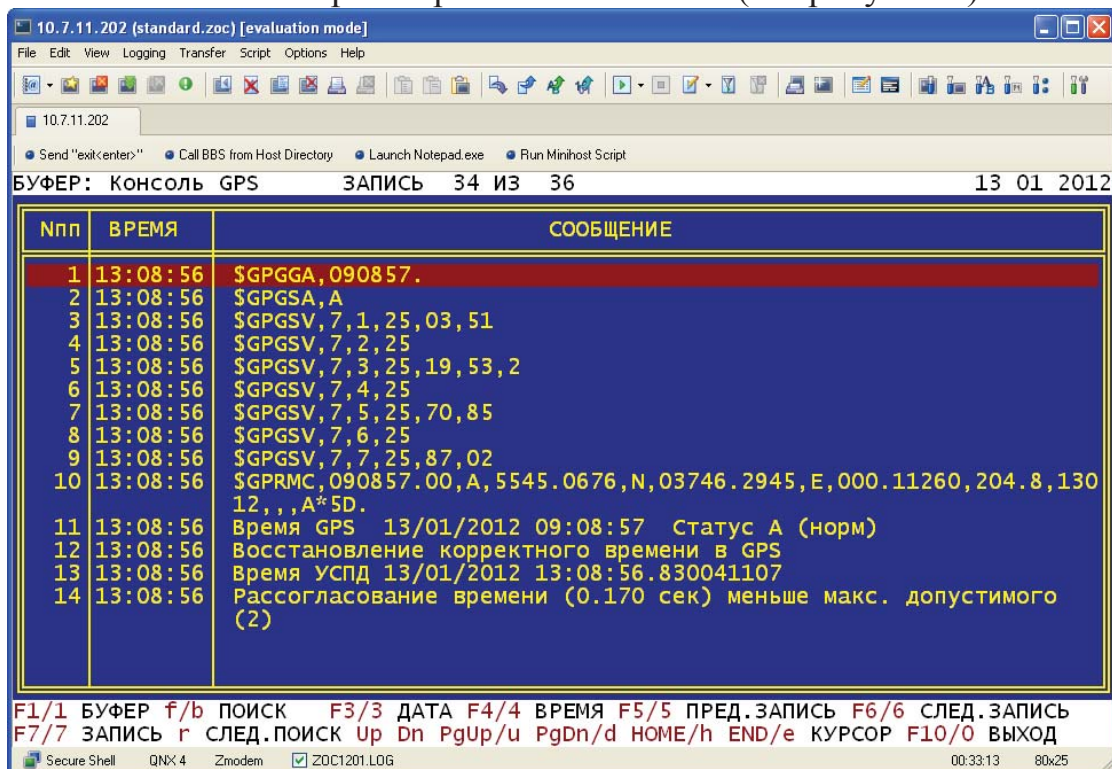 10.7.11.202 (standard.zoc) [evaluation mode]
File Edit View Logging Transfer Script Options Help
10.7.11.202
Send "exit<enter>" Call BBS from Host Directory Launch Notepad.exe Run Minihost Script
БУФЕР: Консоль GPS ЗАПИСЬ 34 ИЗ 36 13 01 2012
Nпп ВРЕМЯ СООБЩЕНИЕ
1 13:08:56 $GPGGA,090857.
2 13:08:56 $GPGSA,A
3 13:08:56 $GPGSV,7,1,25,03,51
4 13:08:56 $GPGSV,7,2,25
5 13:08:56 $GPGSV,7,3,25,19,53,2
6 13:08:56 $GPGSV,7,4,25
7 13:08:56 $GPGSV,7,5,25,70,85
8 13:08:56 $GPGSV,7,6,25
9 13:08:56 $GPGSV,7,7,25,87,02
10 13:08:56 $GPRMC,090857.00,A,5545.0676,N,03746.2945,E,000.11260,204.8,130
12,,,A*5D.
11 13:08:56 Время GPS 13/01/2012 09:08:57 Статус А (норм)
12 13:08:56 Восстановление корректного времени в GPS
13 13:08:56 Время УСПД 13/01/2012 13:08:56.830041107
14 13:08:56 Рассогласование времени (0.170 сек) меньше макс. допустимого
(2)
F1/1 БУФЕР f/b ПОИСК F3/3 ДАТА F4/4 ВРЕМЯ F5/5 ПРЕД.ЗАПИСЬ F6/6 СЛЕД.ЗАПИСЬ
F7/7 ЗАПИСЬ r СЛЕД.ПОИСК Up Dn PgUp/u PgDn/d HOME/h END/e КУРСОР F10/0 ВЫХОД
Secure Shell QNX4 Zmodem ZOC1201.LOG 00:33:13 80x25